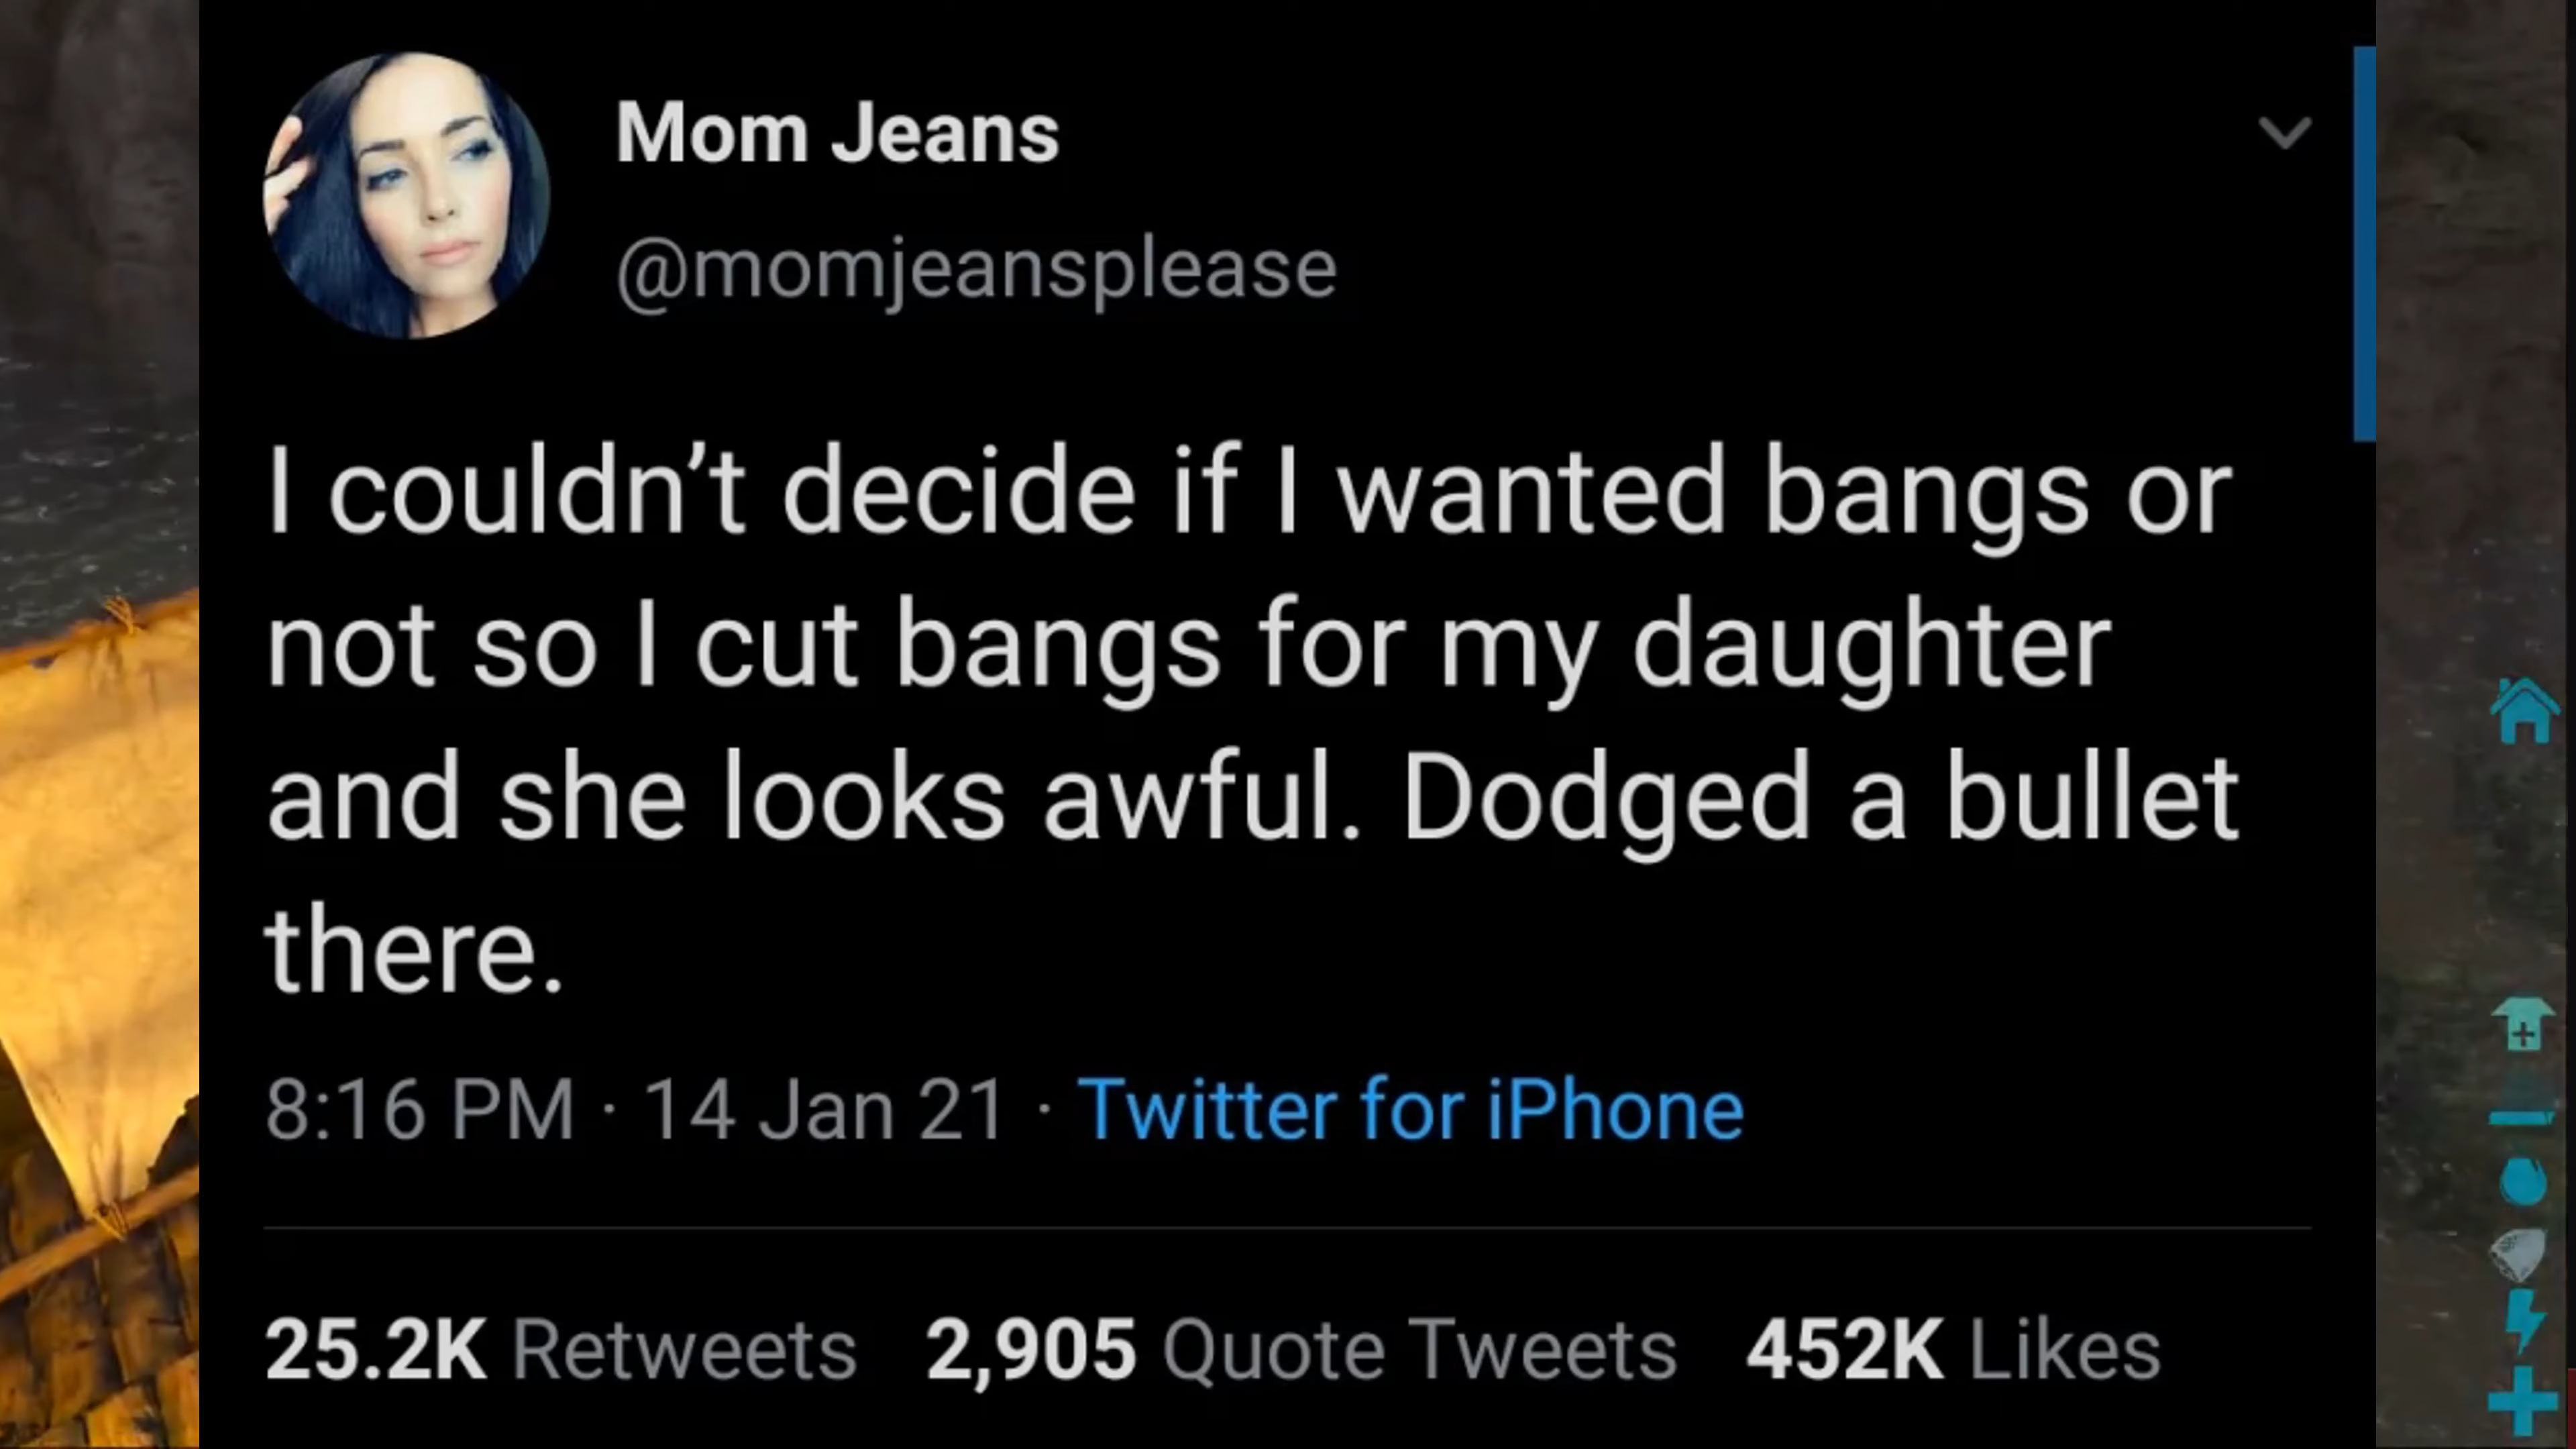 Mom Jeans
@momjeansplease
I couldn’t decide if I wanted bangs or
not so I cut bangs for my daughter
and she looks awful. Dodged a bullet
there.
8:16 PM · 14 Jan 21 · Twitter for iPhone
25.2K Retweets 2,905 Quote Tweets 452K Likes